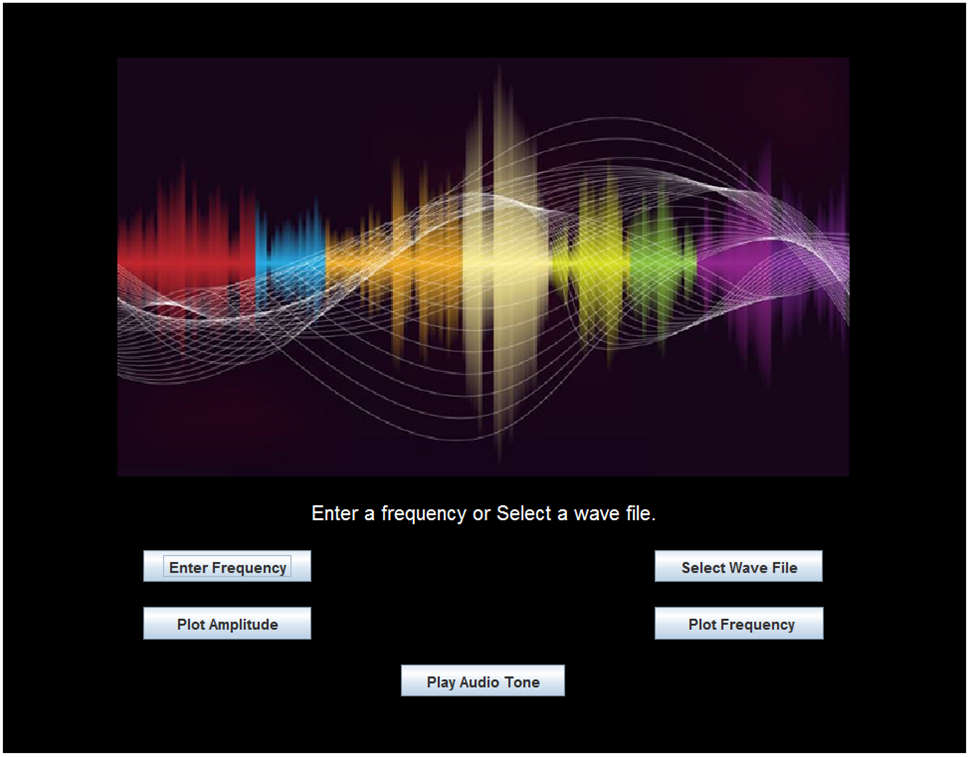 Enter a frequency or Select a wave file.
Enter Frequency
Select Wave File
Plot Amplitude
Plot Frequency
Play Audio Tone